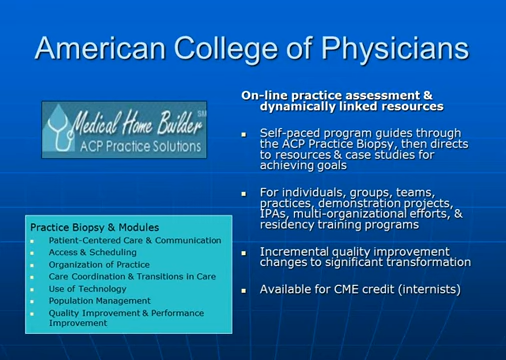 American College of Physicians
Medical Home Builder SM
ACP Practice Solutions
Practice Biopsy & Modules
Patient-Centered Care & Communication
Access & Scheduling
Organization of Practice
Care Coordination & Transitions in Care
Use of Technology
Population Management
Quality Improvement & Performance
Improvement
On-line practice assessment &
dynamically linked resources
Self-paced program guides through
the ACP Practice Biopsy, then directs
to resources & case studies for
achieving goals
For individuals, groups, teams,
practices, demonstration projects,
IPAs, multi-organizational efforts, &
residency training programs
Incremental quality improvement
changes to significant transformation
Available for CME credit (internists)